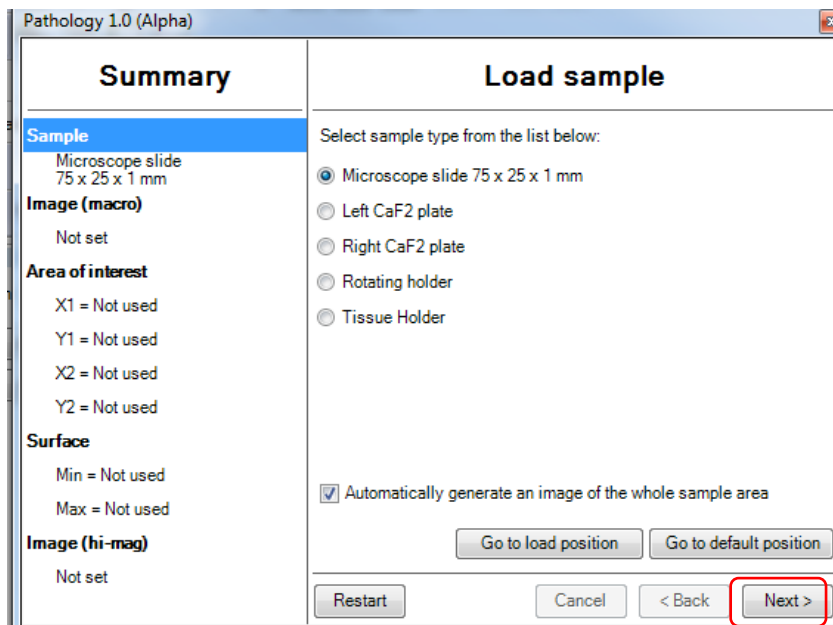 Pathology 1.0 (Alpha)
Summary
Sample
Microscope slide
75 x 25 x 1 mm
Image (macro)
Not set
Area of interest
X1 = Not used
Y1 = Not used
X2 = Not used
Y2 = Not used
Surface
Min = Not used
Max = Not used
Image (hi-mag)
Not set
Load sample
Select sample type from the list below:
Microscope slide 75 x 25 x 1 mm
Left CaF2 plate
Right CaF2 plate
Rotating holder
Tissue Holder
Automatically generate an image of the whole sample area
Go to load position Go to default position
Restart Cancel < Back Next >